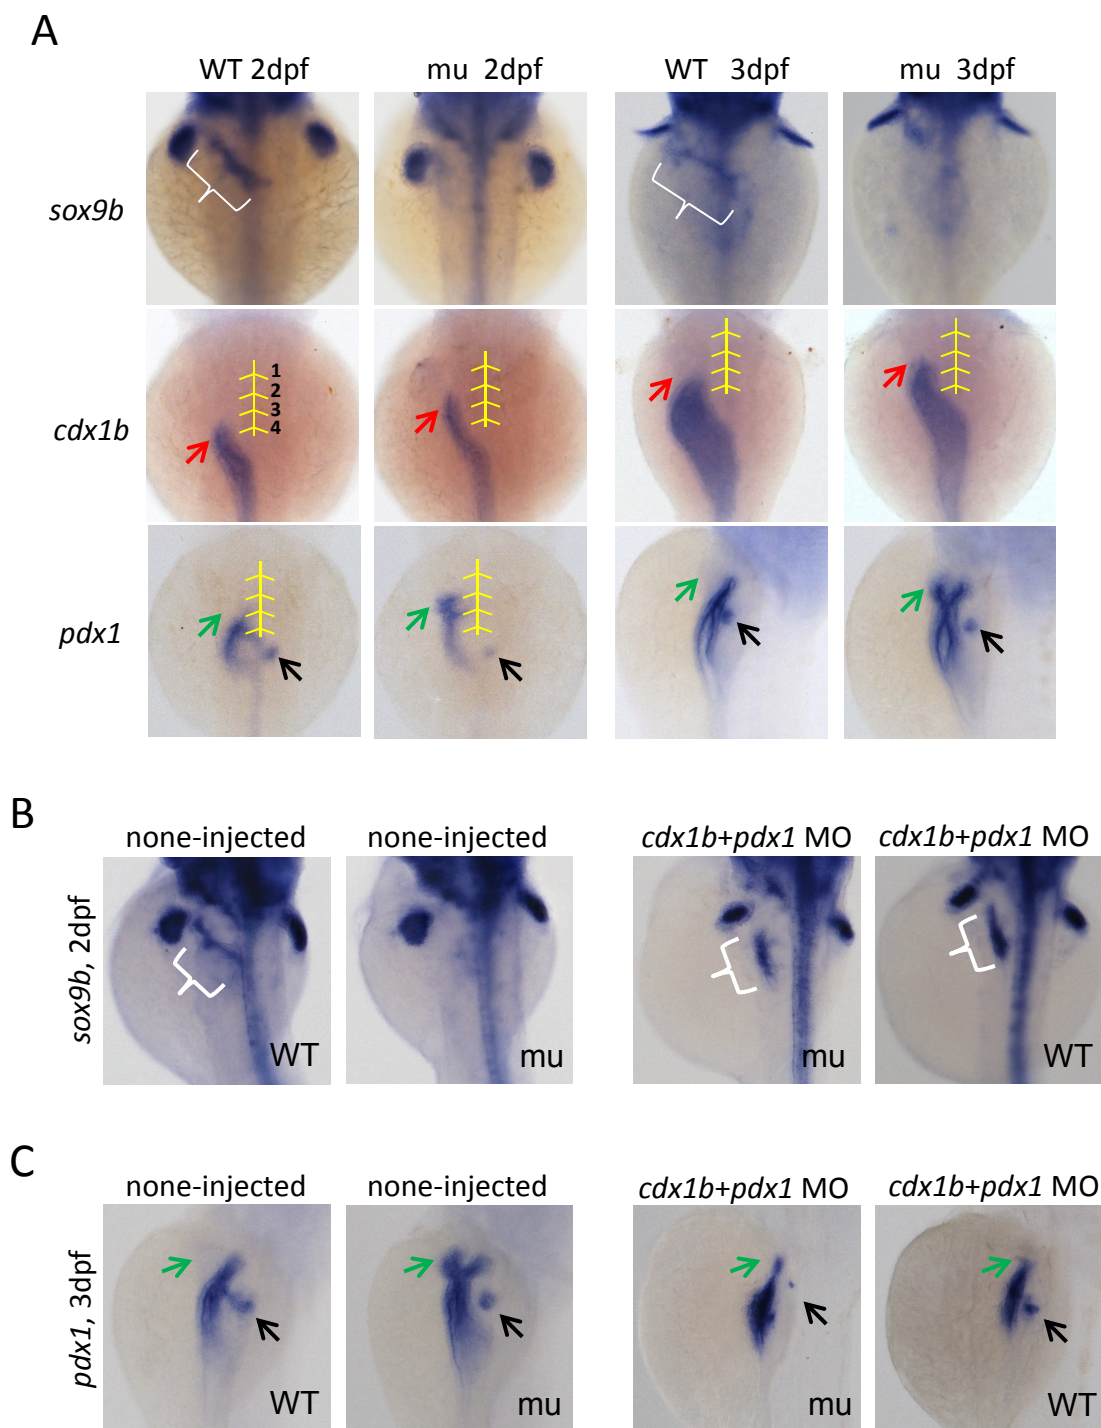 A
WT 2dpf
mu 2dpf
WT 3dpf
mu 3dpf
sox9b
cdx1b
1
2
3
4
pdx1
B
none-injected
none-injected
cdx1b+pdx1 MO
cdx1b+pdx1 MO
sox9b, 2dpf
WT
mu
mu
WT
C
none-injected
none-injected
cdx1b+pdx1 MO
cdx1b+pdx1 MO
pdx1, 3dpf
WT
mu
mu
WT